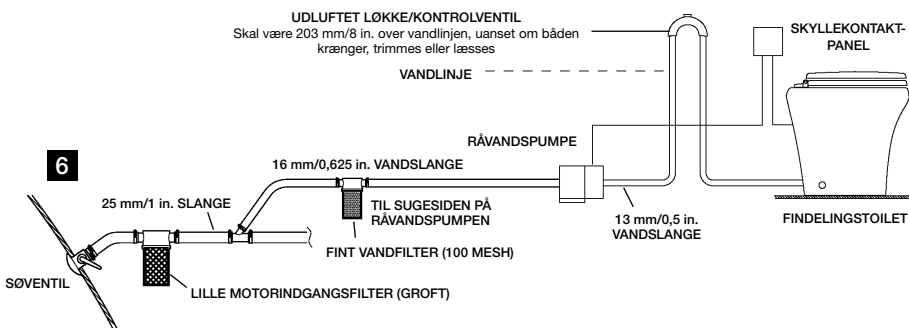 UDLUFTET LØKKE/KONTROLVENTIL
Skal være 203 mm/8 in. over vandlinjen, uanset om båden
krænger, trimmes eller læsses
SKYLLEKONTAKT-
PANEL
VANDLINJE
RÅVANDSPUMPE
6
16 mm/0,625 in. VANDSLANGE
25 mm/1 in. SLANGE
TIL SUGESIDEN PÅ
RÅVANDSPUMPEN
13 mm/0,5 in.
VANDSLANGE
FINDELINGSTOILET
FINT VANDFILTER (100 MESH)
SØVENTIL
LILLE MOTORINDGANGSFILTER (GROFT)